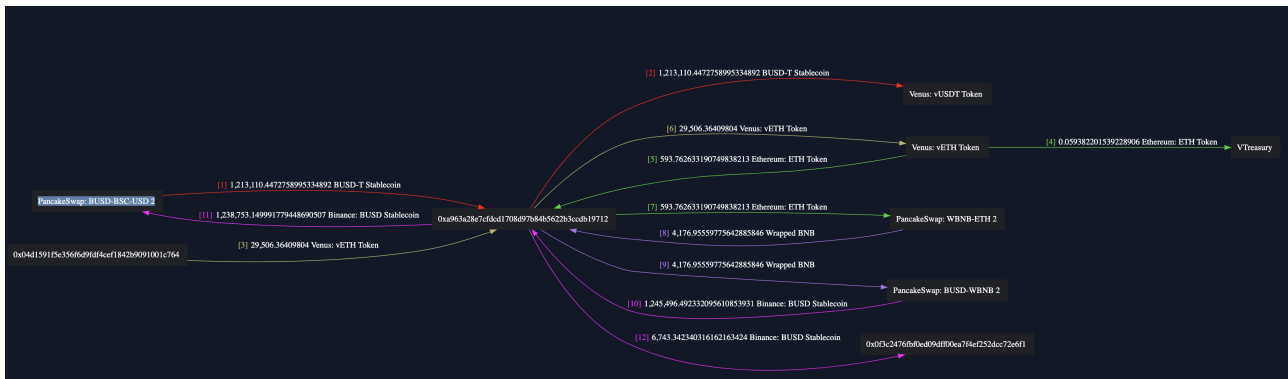 [2] 1,213,110.4472758995334892 BUSD-T Stablecoin
Venus: vUSDT Token
[6] 29,506.36409804 Venus: vETH Token
[4] 0.059382201539228906 Ethereum: ETH Token
Venus: vETH Token
VTreasury
[5] 593.762633190749838213 Ethereum: ETH Token
[1] 1,213,110.4472758995334892 BUSD-T Stablecoin
PancakeSwap: BUSD-BSC-USD 2
[7] 593.762633190749838213 Ethereum: ETH Token
[11] 1,238,753.149991779448690507 Binance: BUSD Stablecoin
0xa963a28e7cfdcd1708d97b84b5622b3ccdb19712
PancakeSwap: WBNB-ETH 2
[8] 4,176.95559775642885846 Wrapped BNB
[3] 29,506.36409804 Venus: vETH Token
0x04d1591f5e356f6d9fdf4cef1842b9091001c764
[9] 4,176.95559775642885846 Wrapped BNB
PancakeSwap: BUSD-WBNB 2
[10] 1,245,496.492332095610853931 Binance: BUSD Stablecoin
[12] 6,743.342340316162163424 Binance: BUSD Stablecoin
0x0f3c2476fbf0ed09dff00ea7f4ef252dcc72e6f1